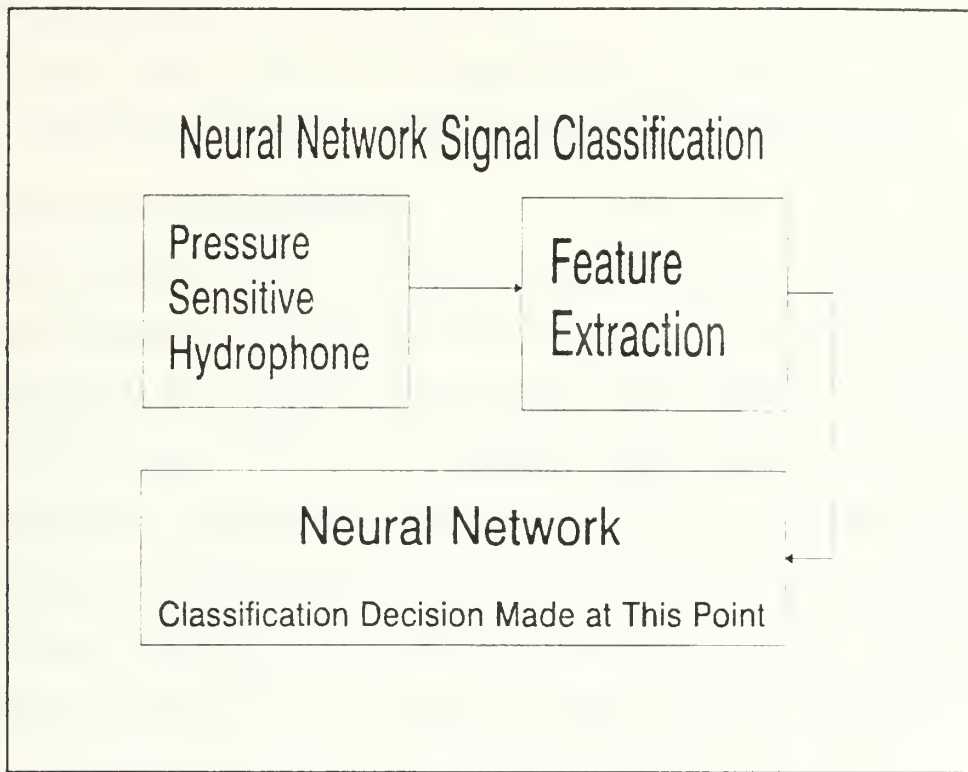 Neural Network Signal Classification
Pressure
Sensitive
Hydrophone
Feature
Extraction
Neural Network
Classification Decision Made at This Point